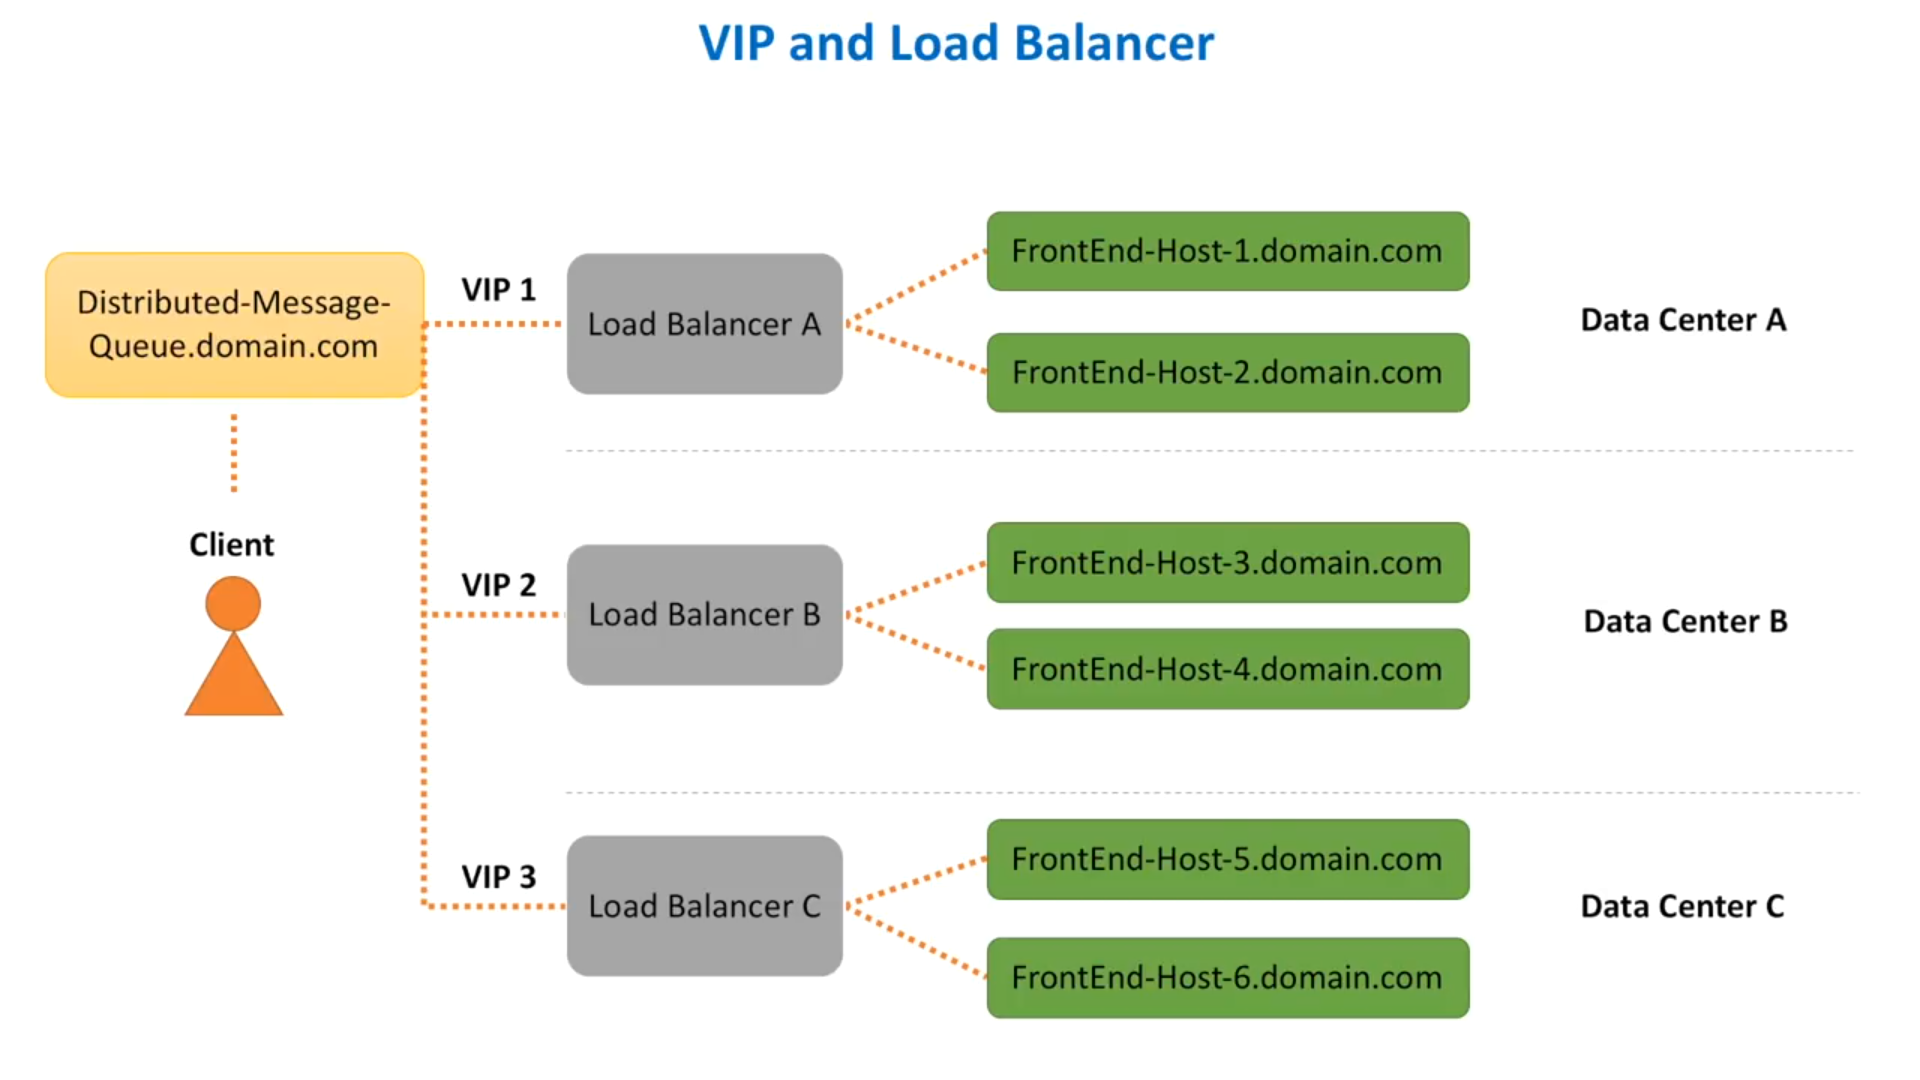 VIP and Load Balancer
Distributed-Message-
Queue.domain.com
Client
VIP 1
Load Balancer A
FrontEnd-Host-1.domain.com
FrontEnd-Host-2.domain.com
Data Center A
VIP 2
Load Balancer B
FrontEnd-Host-3.domain.com
FrontEnd-Host-4.domain.com
Data Center B
VIP 3
Load Balancer C
FrontEnd-Host-5.domain.com
FrontEnd-Host-6.domain.com
Data Center C